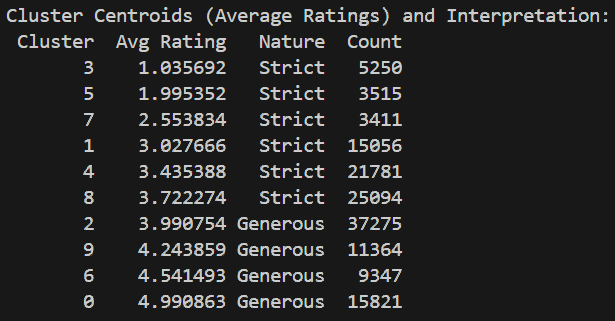 Cluster Centroids (Average Ratings) and Interpretation:
Cluster Avg Rating Nature Count
3 1.035692 Strict 5250
5 1.995352 Strict 3515
7 2.553834 Strict 3411
1 3.027666 Strict 15056
4 3.435388 Strict 21781
8 3.722274 Strict 25094
2 3.990754 Generous 37275
9 4.243859 Generous 11364
6 4.541493 Generous 9347
0 4.990863 Generous 15821